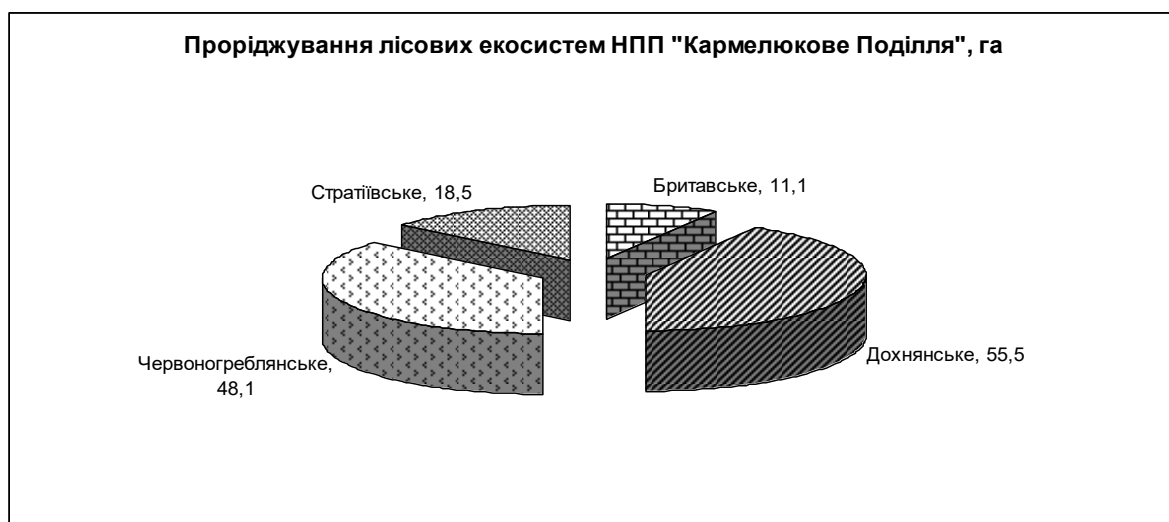 Проріджування лісових екосистем НПП "Кармелюкове Поділля", га
Стратіївське, 18,5
Бритавське, 11,1
Дохнянське, 55,5
Червоногреблянське,
48,1